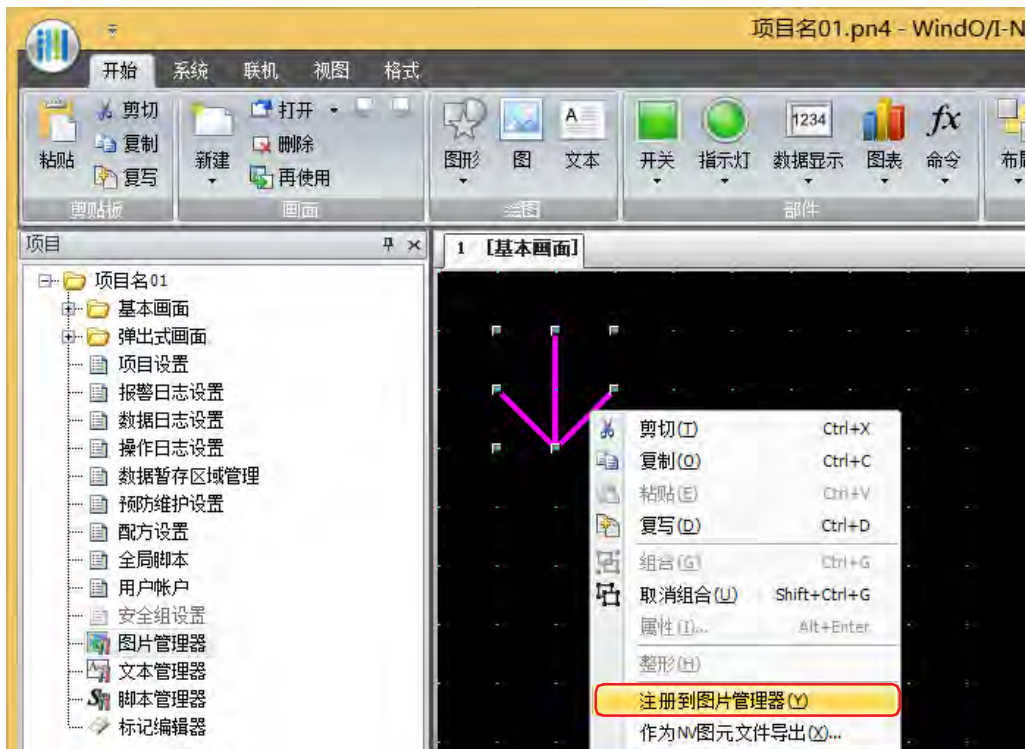 项目名01.pn4 - WindO/I-N
开始 系统 联机 视图 格式
粘贴 剪切 复制 复写
新建 打开 删除 再使用
图形 图 文本 A
开关 指示灯 1234 数据显示 图表 fx 命令 布局
剪贴板 画面 绘图 部件
项目
1 [基本画面]
项目名01
基本画面
弹出式画面
项目设置
报警日志设置
数据日志设置
操作日志设置
数据暂存区域管理
预防维护设置
配方设置
全局脚本
用户帐户
安全组设置
图片管理器
文本管理器
脚本管理器
标记编辑器
剪切(T) Ctrl+X
复制(O) Ctrl+C
粘贴(E) Ctrl+V
复写(D) Ctrl+D
组合(G) Ctrl+G
取消组合(U) Shift+Ctrl+G
属性(I)... Alt+Enter
整形(H)
注册到图片管理器(Y)
作为NV图元文件导出(X)...